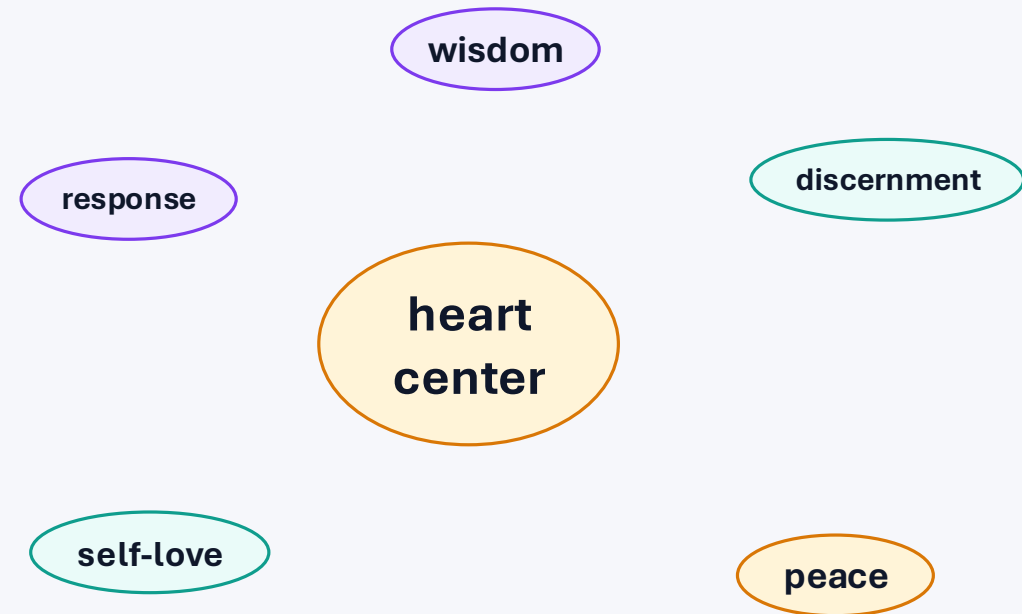 wisdom
discernment
response
heart
center
self-love
peace